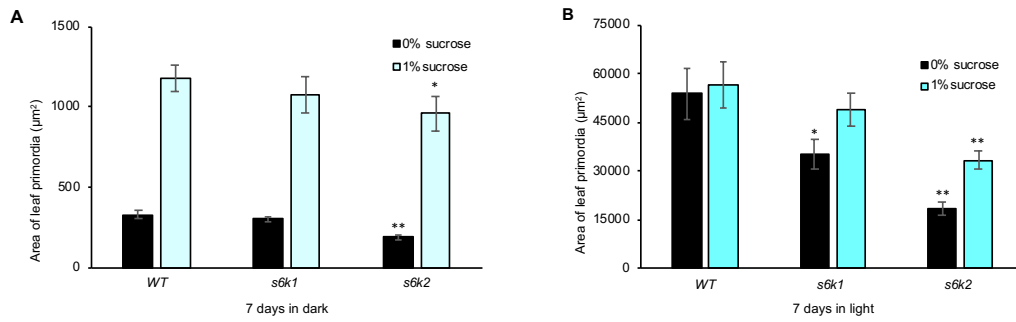 A
Area of leaf primordia (µm²)
1500
1000
500
0
0% sucrose
1% sucrose
**
*
WT
s6k1
s6k2
7 days in dark
B
Area of leaf primordia (µm²)
75000
60000
45000
30000
15000
0
0% sucrose
1% sucrose
*
**
**
WT
s6k1
s6k2
7 days in light